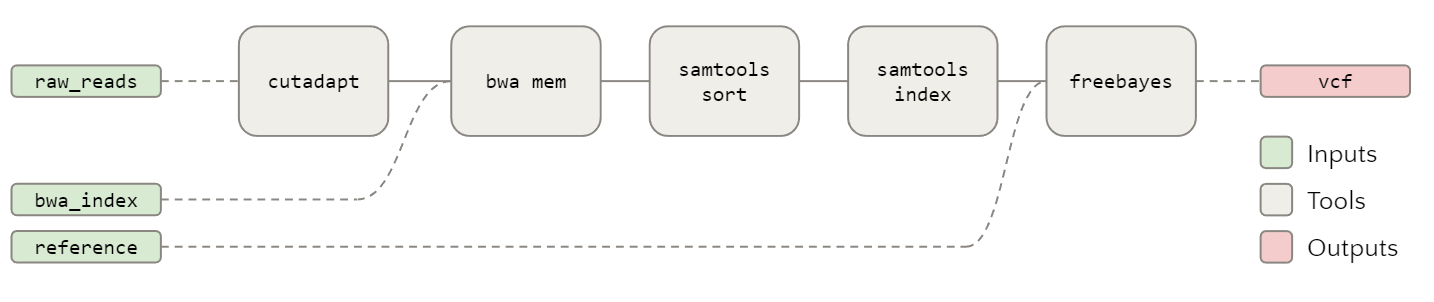 raw_reads
cutadapt
bwa mem
samtools
sort
samtools
index
freebayes
vcf
bwa_index
reference
Inputs
Tools
Outputs